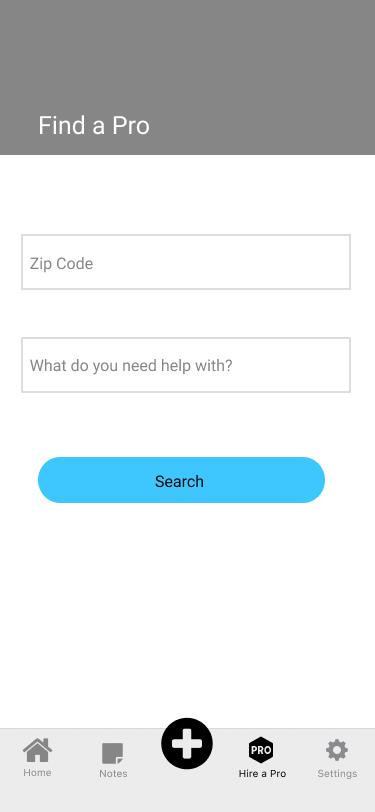 Find a Pro
Zip Code
What do you need help with?
Search
PRO
Home
Notes
Hire a Pro
Settings